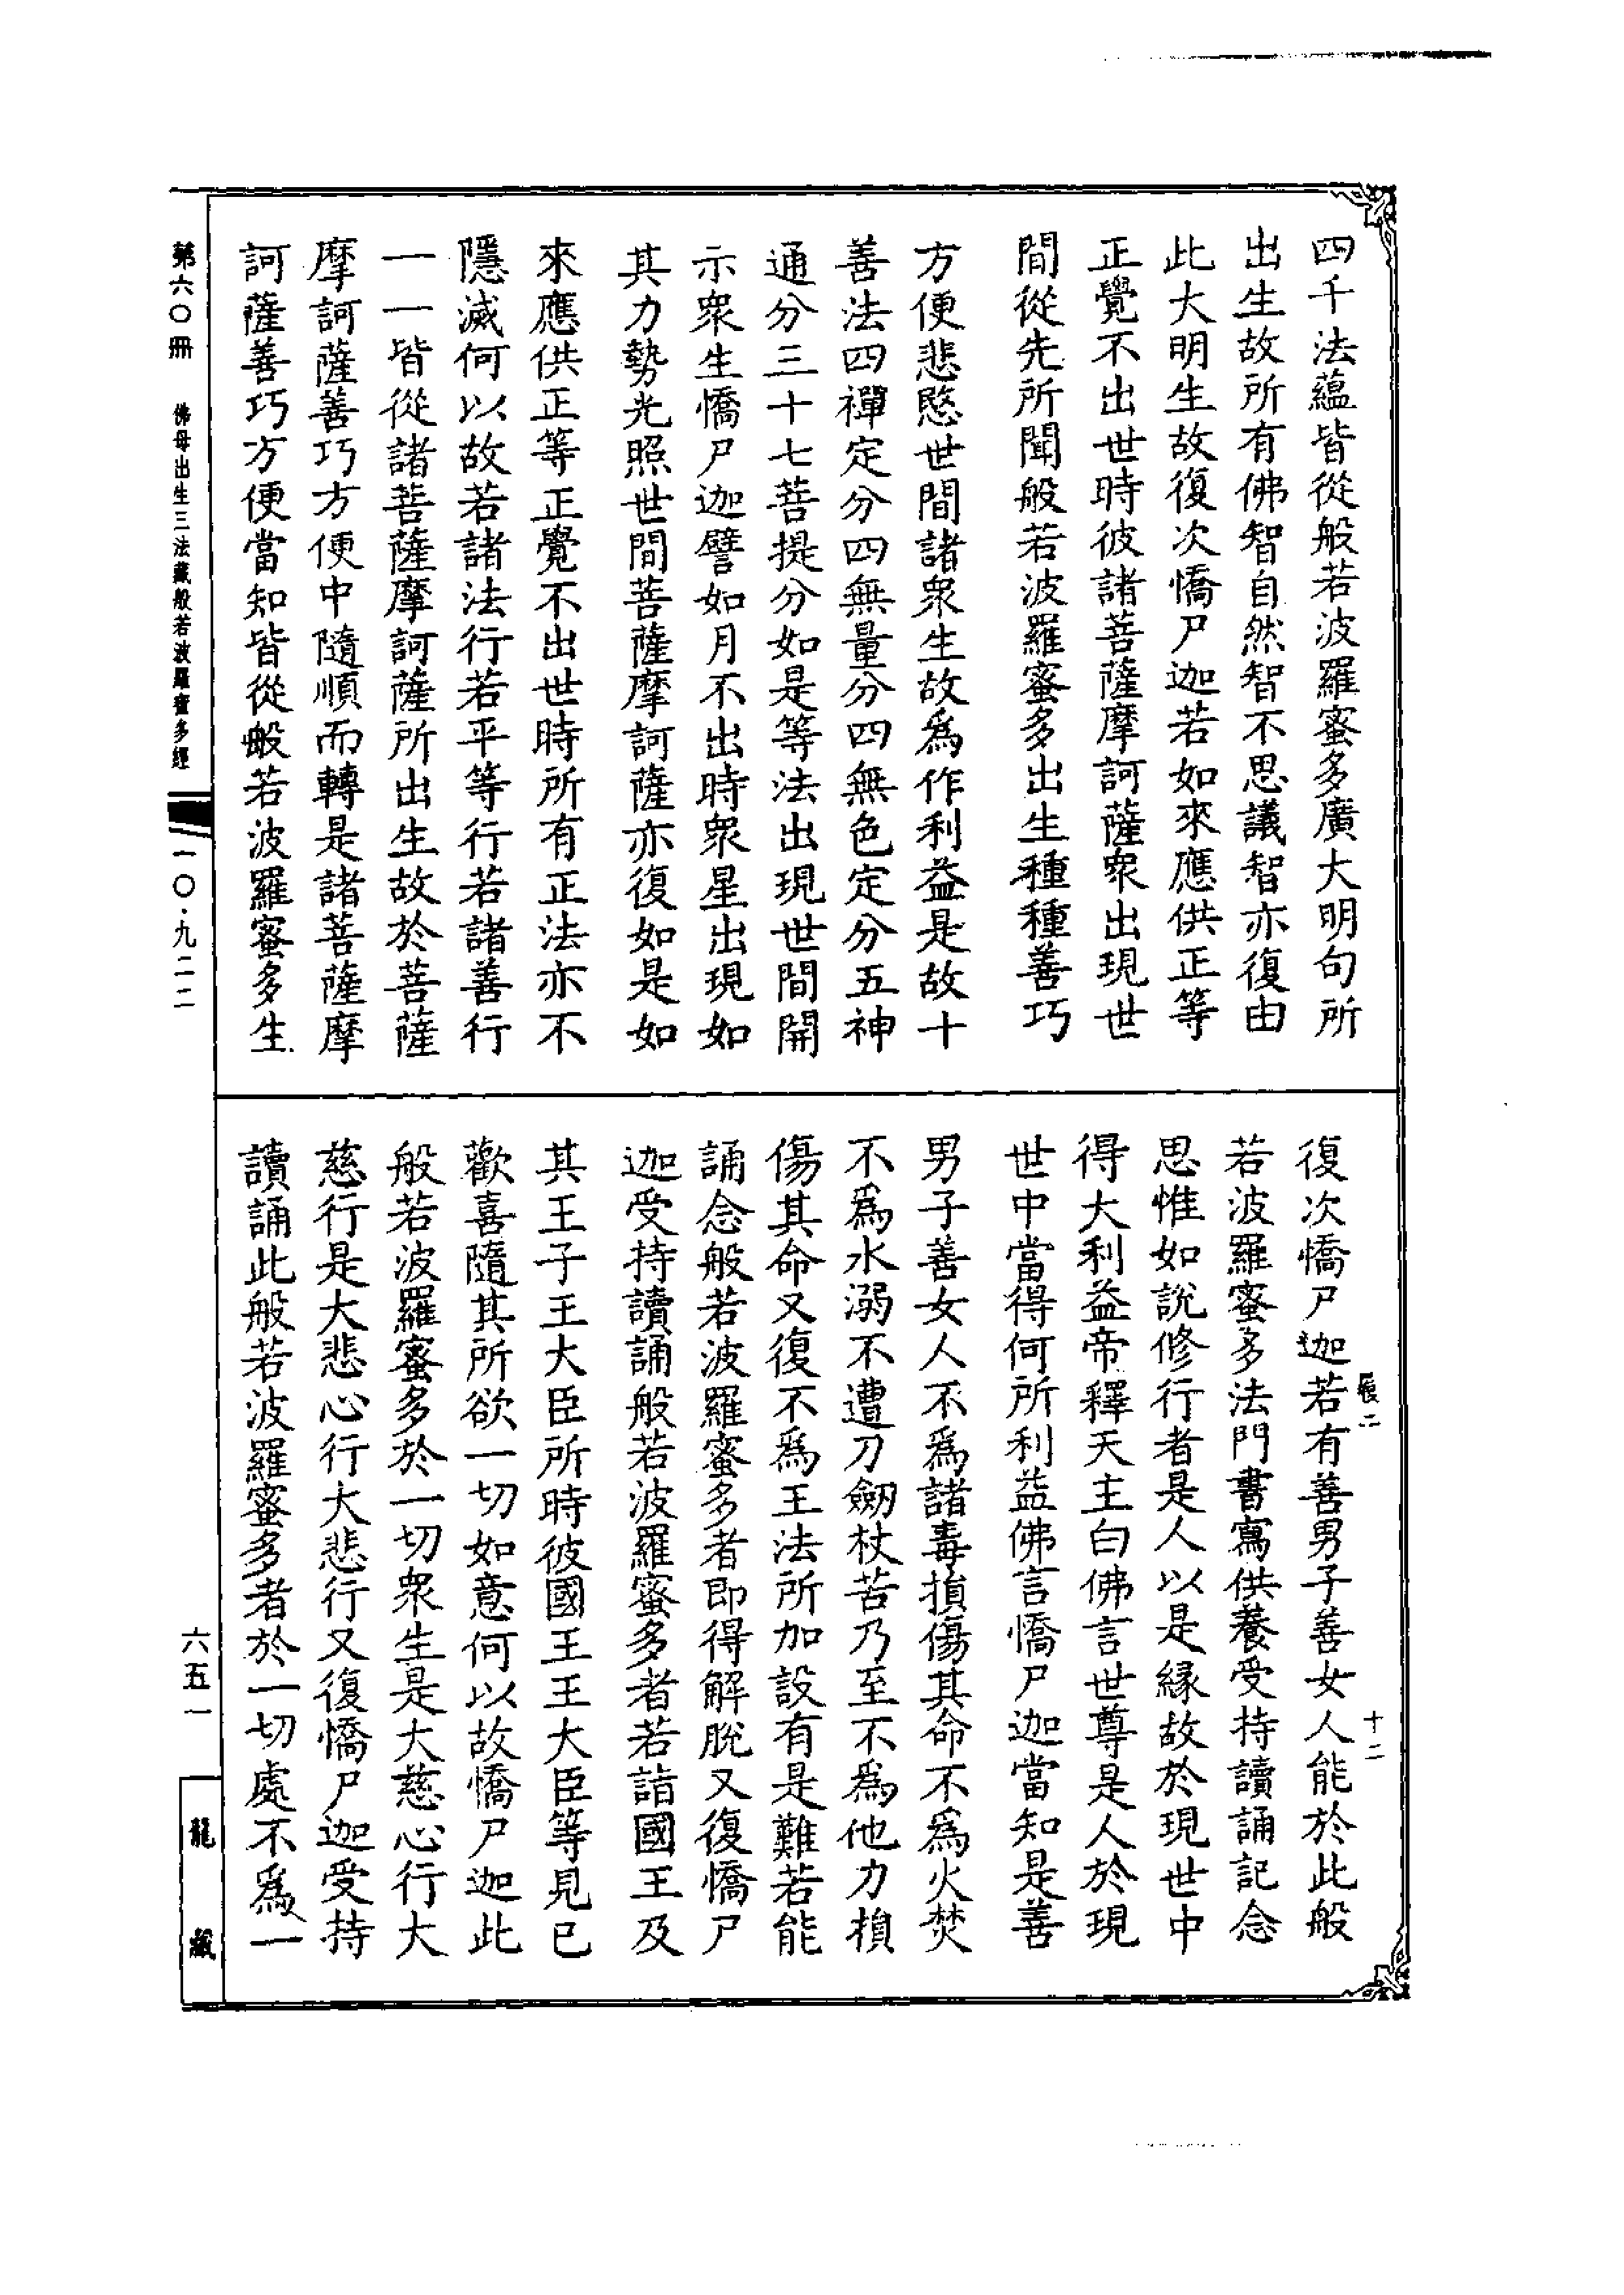 四千法蘊皆從般若波羅蜜多廣大明句所
出生故所有佛智自然智不思議智亦復由
此大明生故復次憍尸迦若如來應供正等
正覺不出世時彼諸菩薩摩訶薩衆出現世
間從先所聞般若波羅蜜多出生種種善巧
方便悲愍世間諸衆生故爲作利益是故十
善法四禪定分四無量分四無色定分五神
通分三十七菩提分如是等法出現世間開
示衆生憍尸迦譬如月不出時衆星出現如
其力勢光照世間菩薩摩訶薩亦復如是如
來應供正等正覺不出世時所有正法亦不
隱滅何以故若諸法行若平等行若諸善行
一一皆從諸菩薩摩訶薩所出生故於菩薩
摩訶薩善巧方便中隨順而轉是諸菩薩摩
訶薩善巧方便當知皆從般若波羅蜜多生
復次憍尸迦若有善男子善女人能於此般
若波羅蜜多法門書寫供養受持讀誦記念
思惟如說修行者是人以是緣故於現世中
得大利益帝釋天主白佛言世尊是人於現
世中當得何所利益佛言憍尸迦當知是善
男子善女人不爲諸毒損傷其命不爲火焚
不爲水溺不遭刀劒杖苦乃至不爲他力損
傷其命又復不爲王法所加設有是難若能
誦念般若波羅蜜多者即得解脫又復憍尸
迦受持讀誦般若波羅蜜多者若詣國王及
其王子王大臣所時彼國王王大臣等見已
歡喜隨其所欲一切如意何以故憍尸迦此
般若波羅蜜多於一切衆生是大慈心行大
慈行是大悲心行大悲行又復憍尸迦受持
讀誦此般若波羅蜜多者於一切處不爲一
二
十二
第六〇冊 佛母出生三法藏般若波羅蜜多經
一〇·九二二
六五一
龍藏